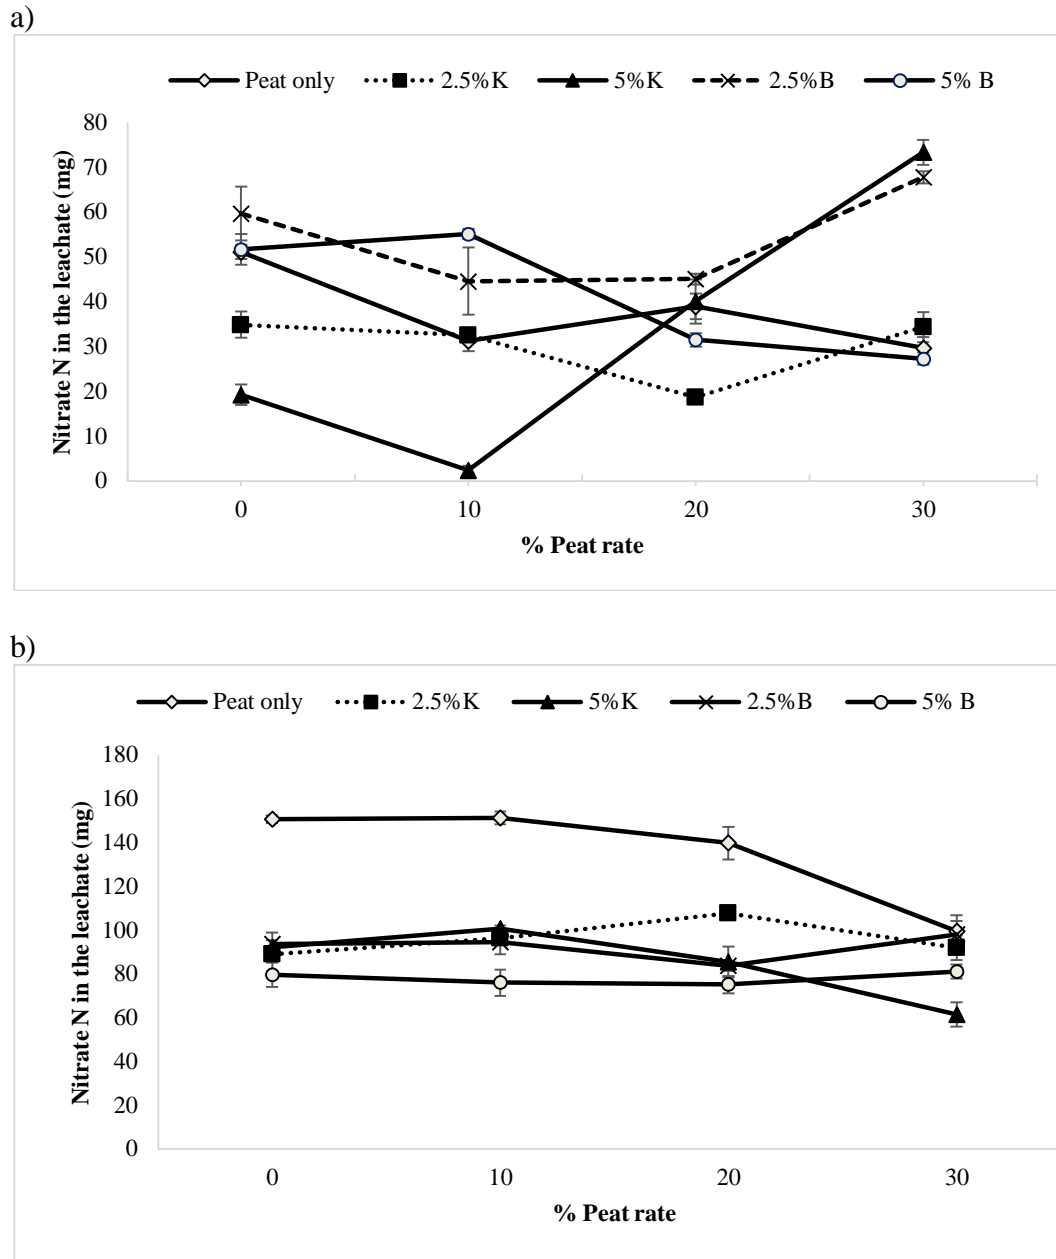 a)
Peat only 2.5%K 5%K 2.5%B 5% B
80
70
60
50
40
30
20
10
0
Nitrate N in the leachate (mg)
0 10 20 30
% Peat rate
b)
Peat only 2.5%K 5%K 2.5%B 5% B
180
160
140
120
100
80
60
40
20
0
Nitrate N in the leachate (mg)
0 10 20 30
% Peat rate